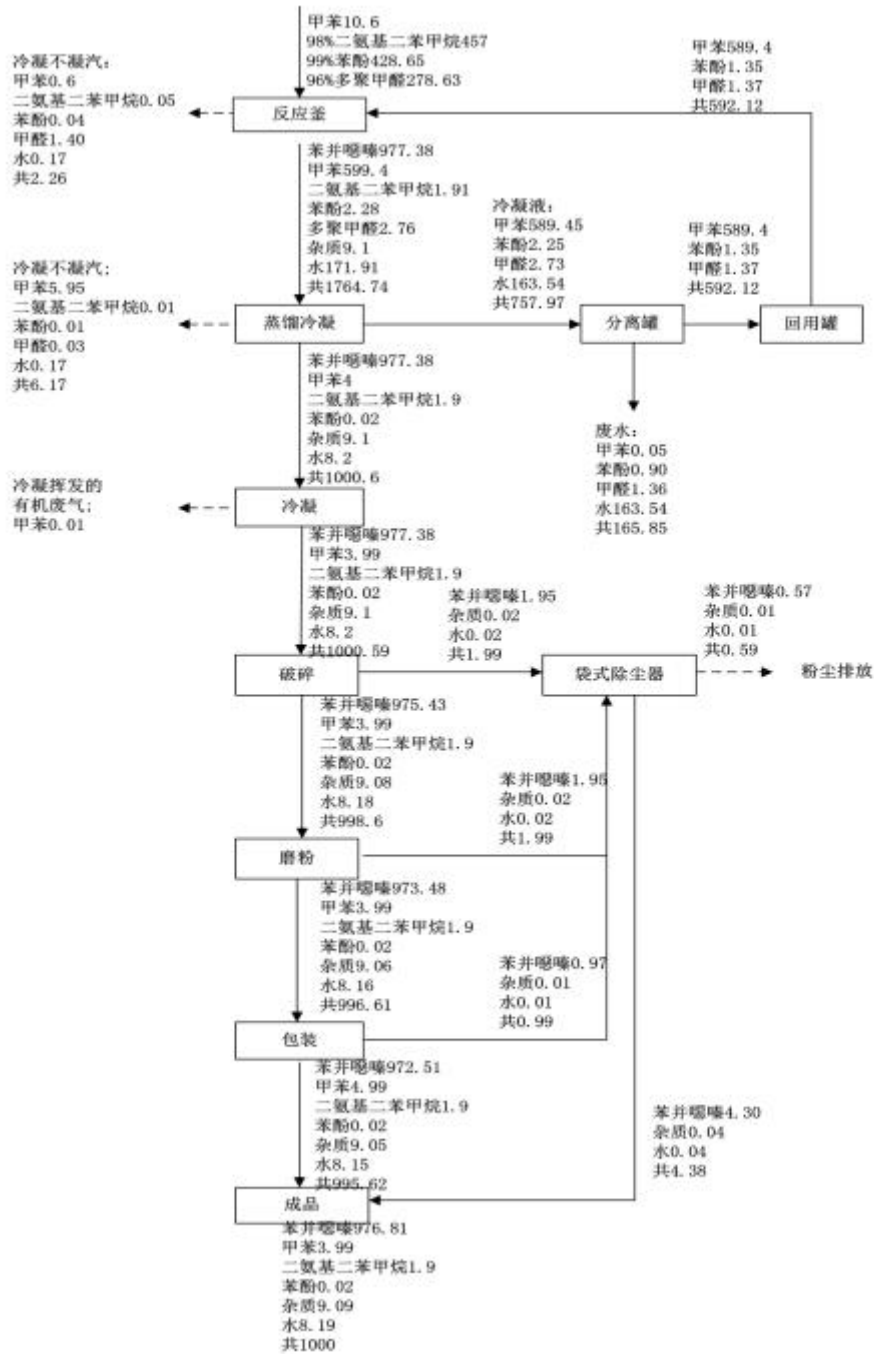 甲苯10.6
98%二氨基二苯甲烷457
99%苯酚428.65
96%多聚甲醛278.63
冷凝不凝汽：
甲苯0.6
二氨基二苯甲烷0.05
苯酚0.04
甲醛1.40
水0.17
共2.26
反应釜
甲苯589.4
苯酚1.35
甲醛1.37
共592.12
苯并噁嗪977.38
甲苯599.4
二氨基二苯甲烷1.91
苯酚2.28
多聚甲醛2.76
杂质9.1
水171.91
共1764.74
冷凝液：
甲苯589.45
苯酚2.25
甲醛2.73
水163.54
共757.97
甲苯589.4
苯酚1.35
甲醛1.37
共592.12
冷凝不凝汽；
甲苯5.95
二氨基二苯甲烷0.01
苯酚0.01
甲醛0.03
水0.17
共6.17
蒸馏冷凝
分离罐
回用罐
苯并噁嗪977.38
甲苯4
二氨基二苯甲烷1.9
苯酚0.02
杂质9.1
水8.2
共1000.6
废水：
甲苯0.05
苯酚0.90
甲醛1.36
水163.54
共165.85
冷凝挥发的
有机废气；
甲苯0.01
冷凝
苯并噁嗪977.38
甲苯3.99
二氨基二苯甲烷1.9
苯酚0.02
杂质9.1
水8.2
共1000.59
苯并噁嗪1.95
杂质0.02
水0.02
共1.99
苯并噁嗪0.57
杂质0.01
水0.01
共0.59
破碎
袋式除尘器
粉尘排放
苯并噁嗪975.43
甲苯3.99
二氨基二苯甲烷1.9
苯酚0.02
杂质9.08
水8.18
共998.6
苯并噁嗪1.95
杂质0.02
水0.02
共1.99
磨粉
苯并噁嗪973.48
甲苯3.99
二氨基二苯甲烷1.9
苯酚0.02
杂质9.06
水8.16
共996.61
苯并噁嗪0.97
杂质0.01
水0.01
共0.99
包装
苯并噁嗪972.51
甲苯4.99
二氨基二苯甲烷1.9
苯酚0.02
杂质9.05
水8.15
共995.62
苯并噁嗪4.30
杂质0.04
水0.04
共4.38
成品
苯并噁嗪976.81
甲苯3.99
二氨基二苯甲烷1.9
苯酚0.02
杂质9.09
水8.19
共1000